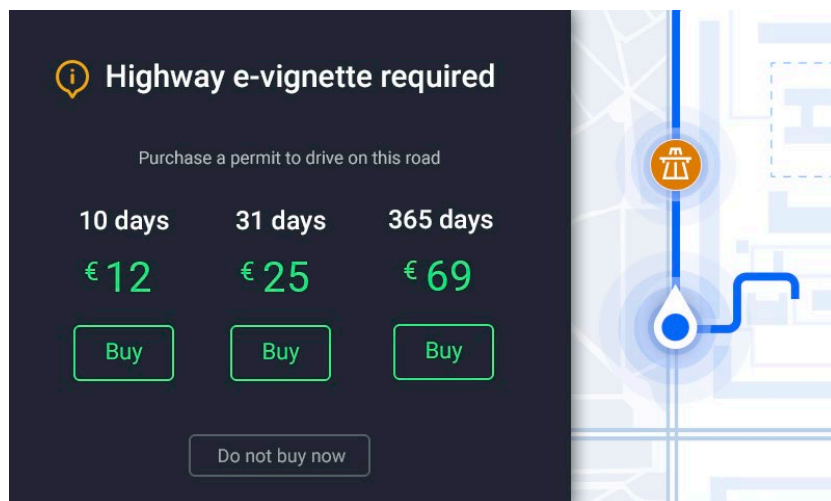 Highway e-vignette required
Purchase a permit to drive on this road
10 days 31 days 365 days
€12 €25 €69
Buy Buy Buy
Do not buy now